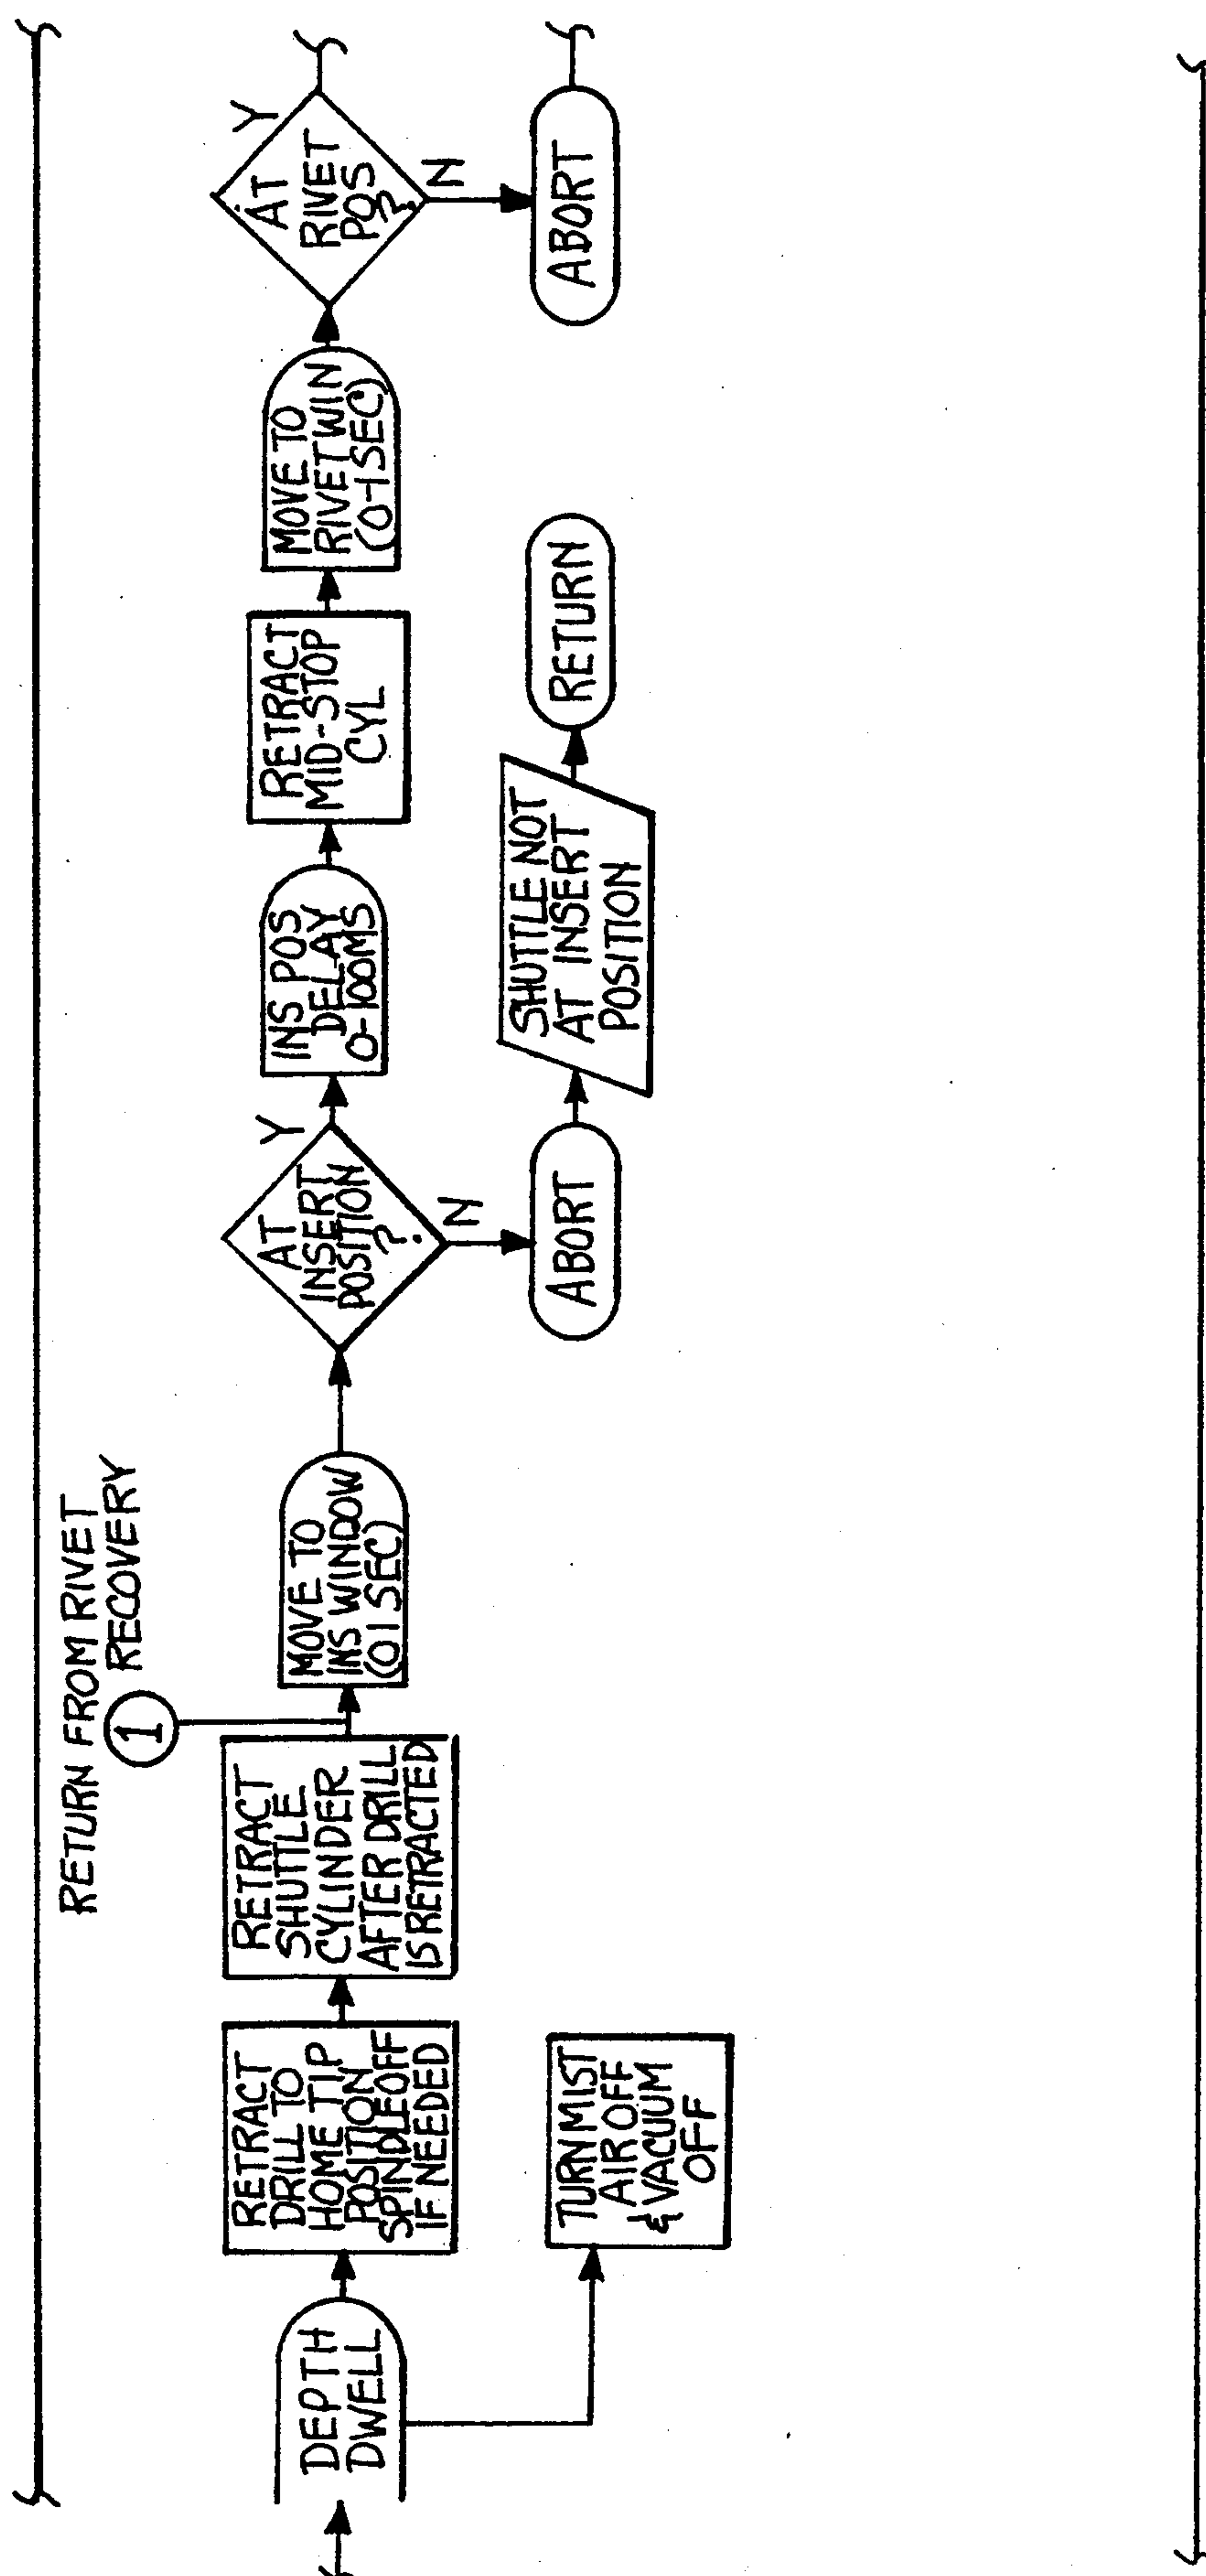 DEPTH
DWELL
RETRACT
DRILL TO
HOME TIP
POSITION
SPINDLE OFF
IF NEEDED
TURN MIST
AIR OFF
& VACUUM
OFF
RETRACT
SHUTTLE
CYLINDER
AFTER DRILL
IS RETRACTED
RETURN FROM RIVET
RECOVERY
1
MOVE TO
INS WINDOW
(01 SEC)
AT
INSERT
POSITION
?
Y
N
ABORT
SHUTTLE NOT
AT INSERT
POSITION
RETURN
INS POS
DELAY
0-100MS
RETRACT
MID-STOP
CYL
MOVE TO
RIVET WIN
(0-1 SEC)
AT
RIVET
POS
?
Y
N
ABORT